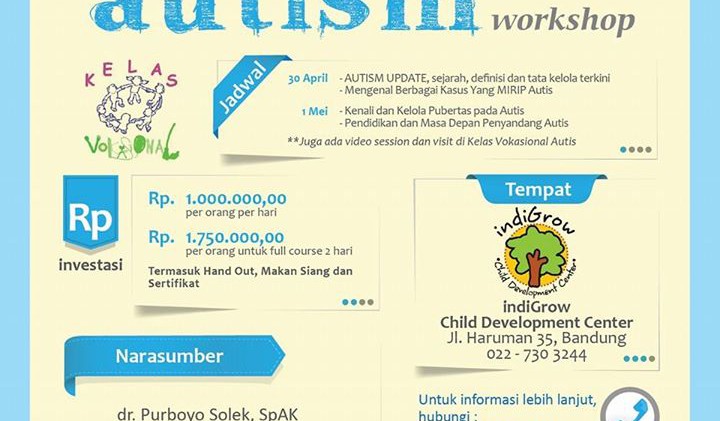 autism
workshop
KELAS
VOKASIONAL
Jadwal
30 April - AUTISM UPDATE, sejarah, definisi dan tata kelola terkini
- Mengenal Berbagai Kasus Yang MIRIP Autis
1 Mei - Kenali dan Kelola Pubertas pada Autis
- Pendidikan dan Masa Depan Penyandang Autis
**Juga ada video session dan visit di Kelas Vokasional Autis
Rp
investasi
Rp. 1.000.000,00
per orang per hari
Rp. 1.750.000,00
per orang untuk full course 2 hari
Termasuk Hand Out, Makan Siang dan
Sertifikat
Tempat
indiGrow
Child Development Center
indiGrow
Child Development Center
Jl. Haruman 35, Bandung
022 - 730 3244
Narasumber
dr. Purboyo Solek, SpAK
Untuk informasi lebih lanjut,
hubungi :